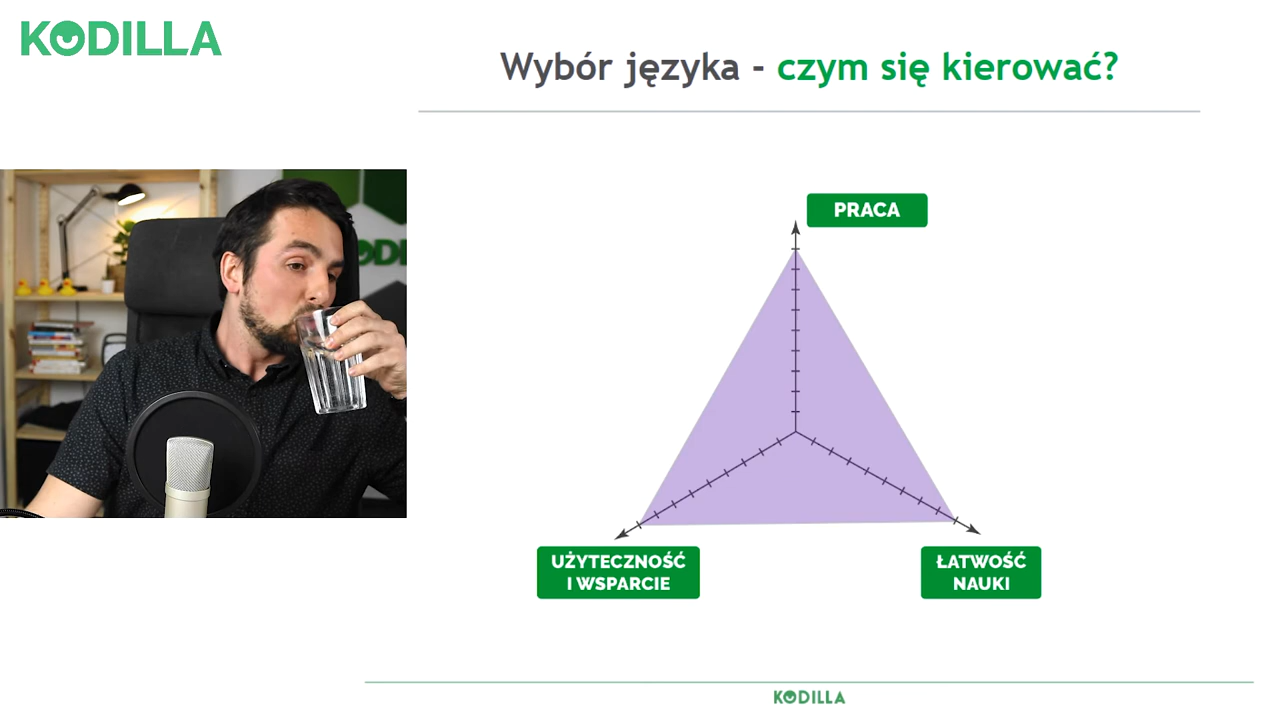 KODILLA
Wybór języka - czym się kierować?
PRACA
UŻYTECZNOŚĆ
I WSPARCIE
ŁATWOŚĆ
NAUKI
KODILLA